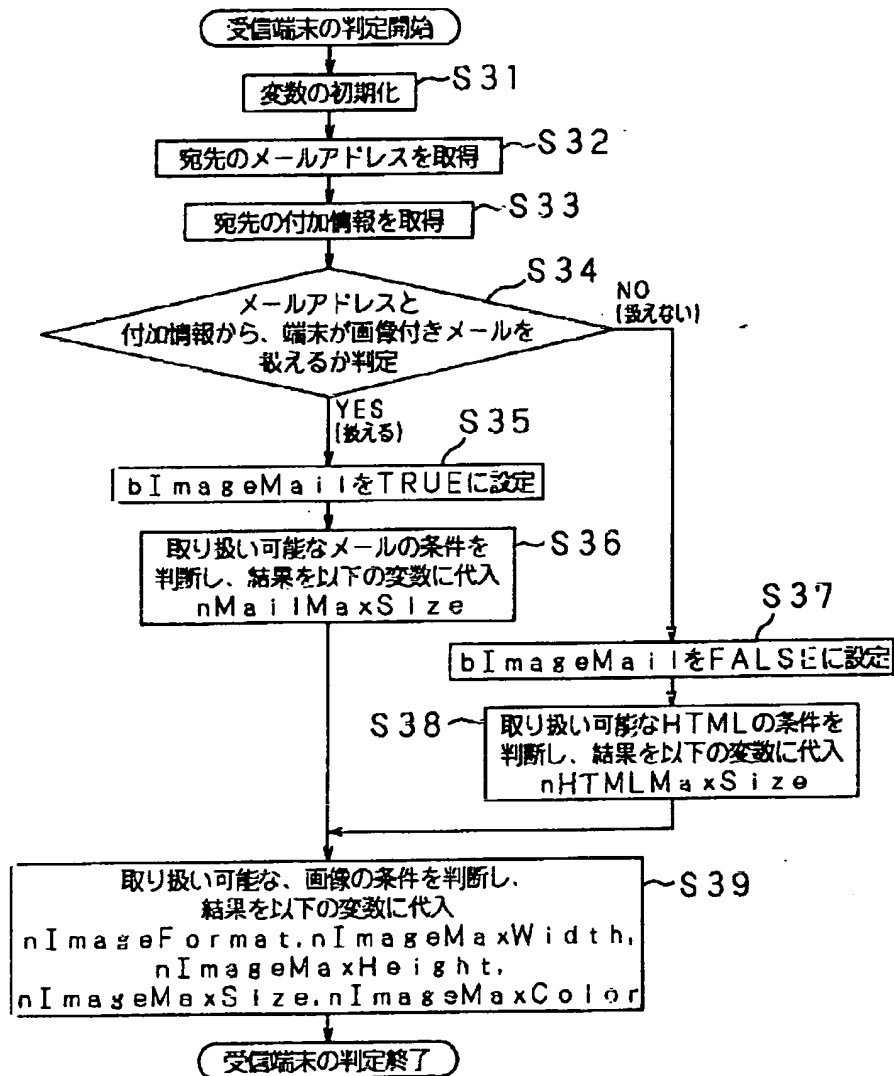 受信端末の判定開始
変数の初期化
S31
宛先のメールアドレスを取得
S32
宛先の付加情報を取得
S33
メールアドレスと
付加情報から、端末が画像付きメールを
扱えるか判定
S34
NO
(扱えない)
YES
(扱える)
bImageMailをTRUEに設定
S35
取り扱い可能なメールの条件を
判断し、結果を以下の変数に代入
nMailMaxSize
S36
bImageMailをFALSEに設定
S37
取り扱い可能なHTMLの条件を
判断し、結果を以下の変数に代入
nHTMLMaxSize
S38
取り扱い可能な、画像の条件を判断し、
結果を以下の変数に代入
nImageFormat,nImageMaxWidth,
nImageMaxHeight,
nImageMaxSize,nImageMaxColor
S39
受信端末の判定終了